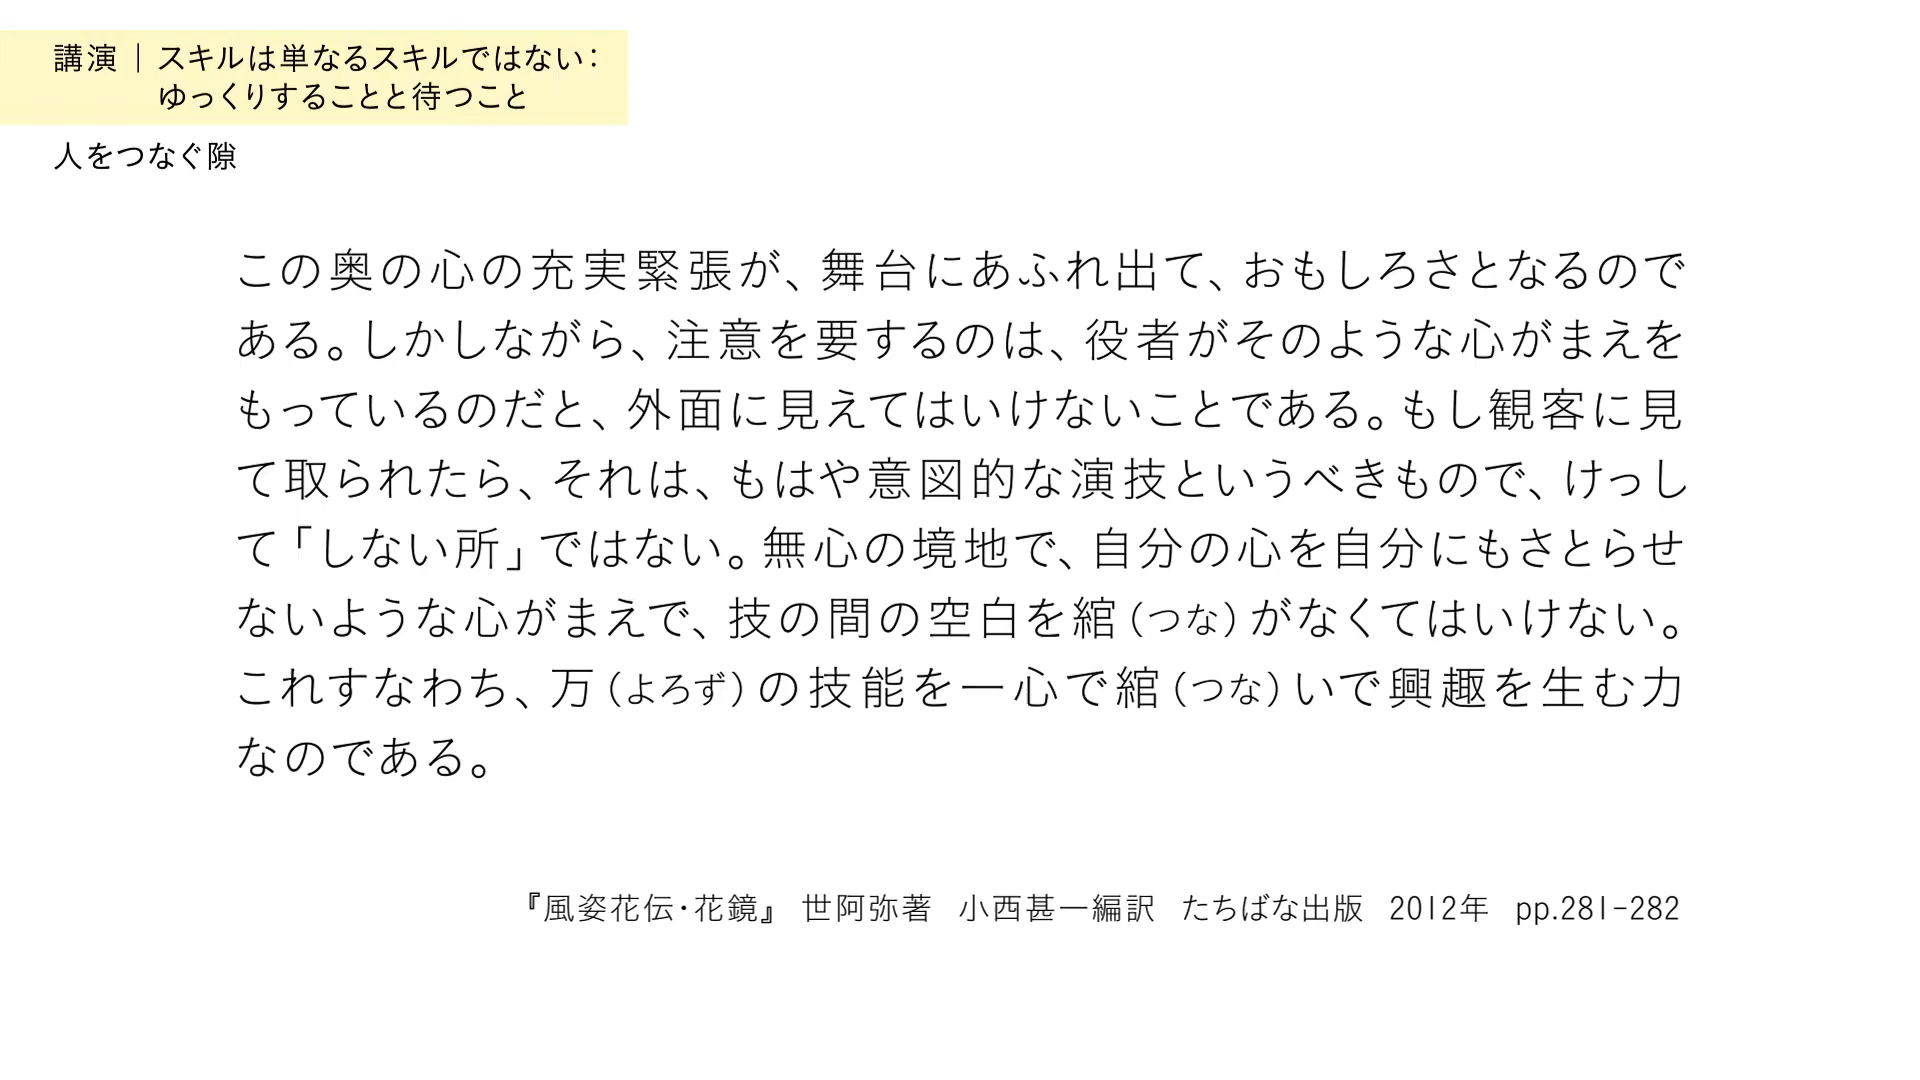 講演｜スキルは単なるスキルではない：
ゆっくりすることと待つこと
人をつなぐ隙
この奥の心の充実緊張が、舞台にあふれ出て、おもしろさとなるので
ある。しかしながら、注意を要するのは、役者がそのような心がまえを
もっているのだと、外面に見えてはいけないことである。もし観客に見
て取られたら、それは、もはや意図的な演技というべきもので、けっし
て「しない所」ではない。無心の境地で、自分の心を自分にもさとらせ
ないような心がまえで、技の間の空白を綰（つな）がなくてはいけない。
これすなわち、万（よろず）の技能を一心で綰（つな）いで興趣を生む力
なのである。
『風姿花伝・花鏡』 世阿弥著 小西甚一編訳 たちばな出版 2012年 pp.281-282